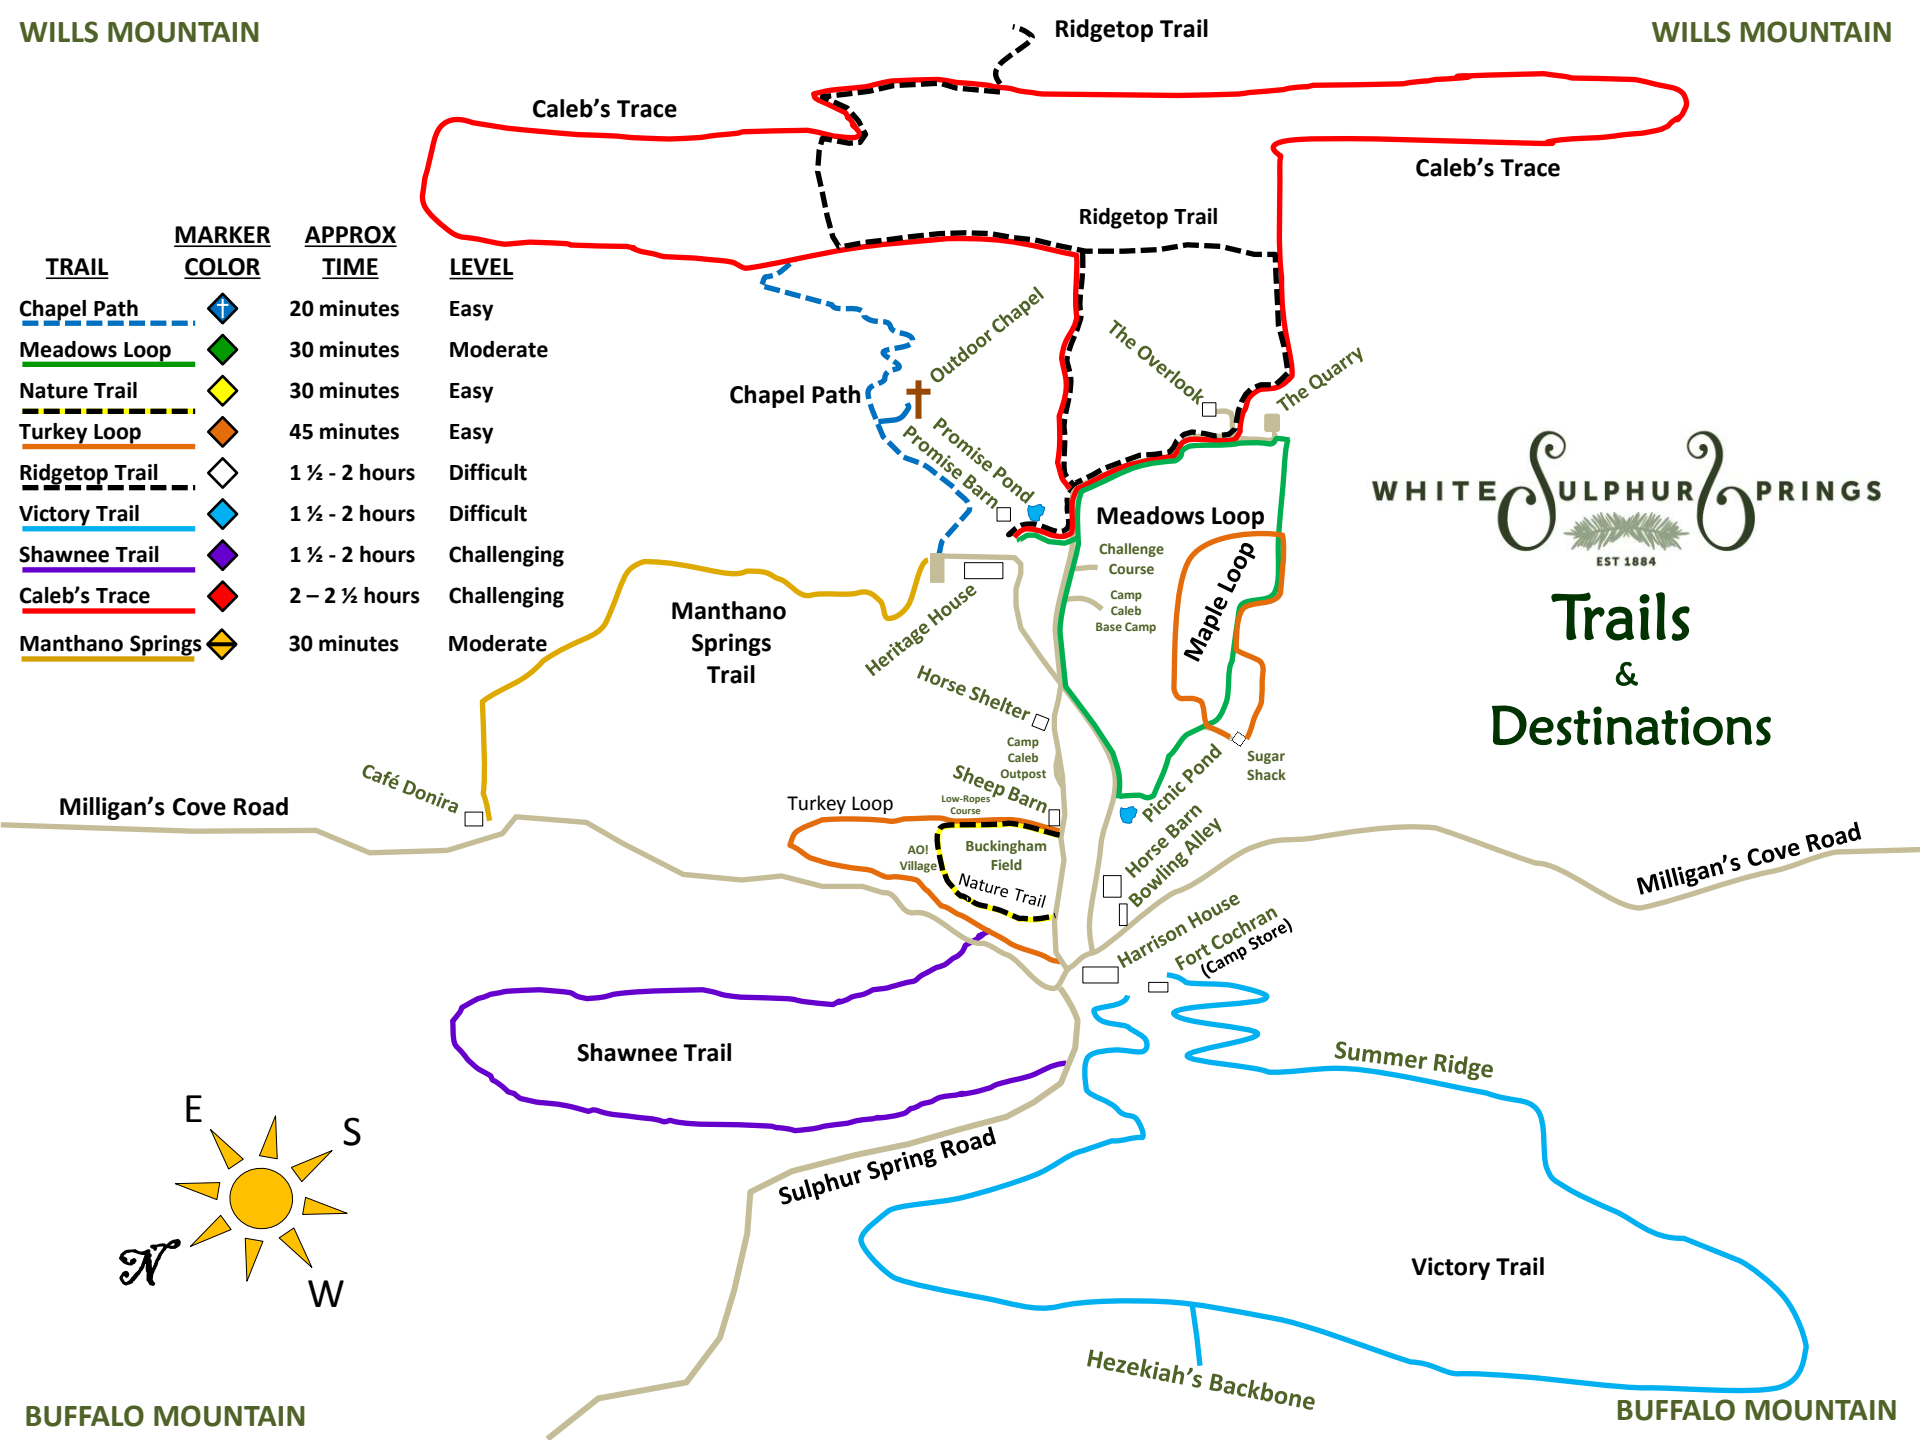 WILLS MOUNTAIN
WILLS MOUNTAIN
Ridgetop Trail
Caleb's Trace
Caleb's Trace
Ridgetop Trail
TRAIL MARKER COLOR APPROX TIME LEVEL
Chapel Path 20 minutes Easy
Meadows Loop 30 minutes Moderate
Nature Trail 30 minutes Easy
Turkey Loop 45 minutes Easy
Ridgetop Trail 1 ½ - 2 hours Difficult
Victory Trail 1 ½ - 2 hours Difficult
Shawnee Trail 1 ½ - 2 hours Challenging
Caleb's Trace 2 – 2 ½ hours Challenging
Manthano Springs 30 minutes Moderate
Outdoor Chapel
The Overlook
The Quarry
Chapel Path
Promise Pond
Promise Barn
WHITE SULPHUR SPRINGS
EST 1884
Trails
&
Destinations
Meadows Loop
Challenge
Course
Camp
Caleb
Base Camp
Maple Loop
Manthano
Springs
Trail
Heritage House
Horse Shelter
Camp
Caleb
Outpost
Sheep Barn
Low-Ropes
Course
Sugar
Shack
Picnic Pond
Café Donira
Milligan's Cove Road
Turkey Loop
AO!
Village
Buckingham
Field
Nature Trail
Horse Barn
Bowling Alley
Milligan's Cove Road
Harrison House
Fort Cochran
(Camp Store)
Shawnee Trail
Summer Ridge
Sulphur Spring Road
E
S
N
W
Victory Trail
Hezekiah's Backbone
BUFFALO MOUNTAIN
BUFFALO MOUNTAIN